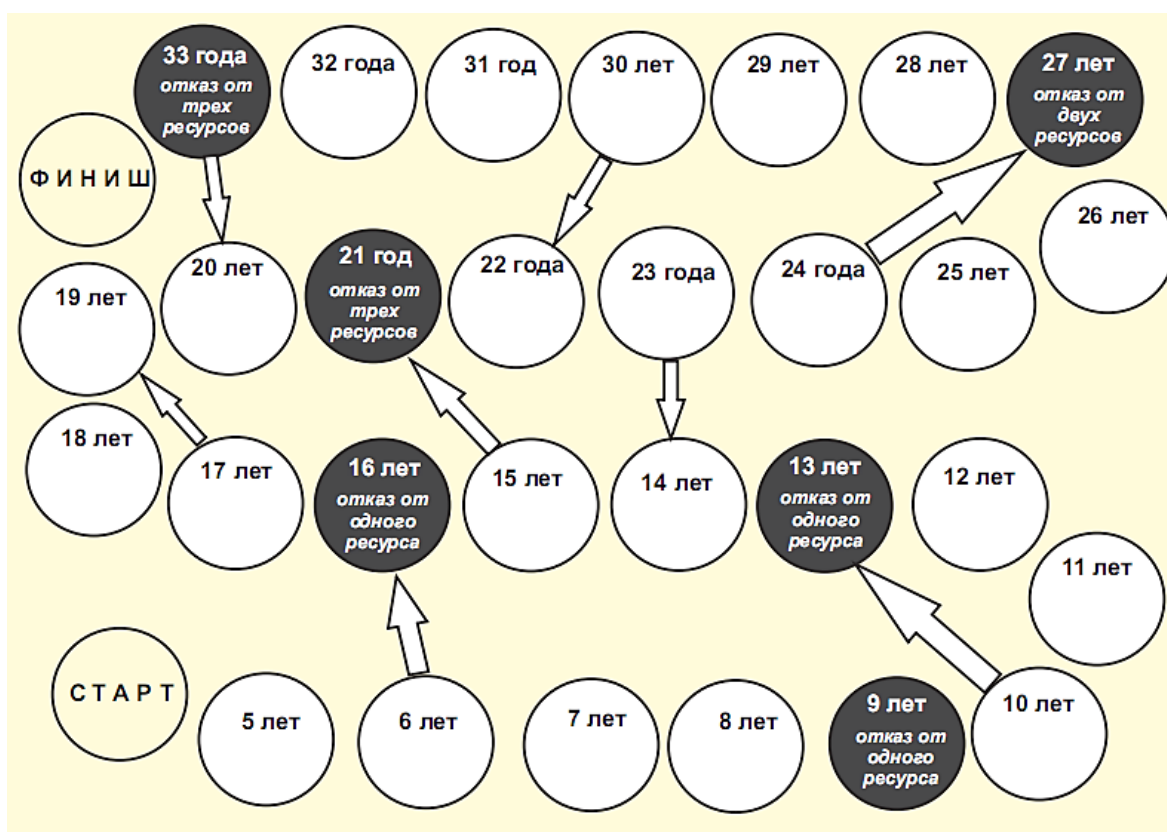 33 года
отказ от
трех
ресурсов
32 года
31 год
30 лет
29 лет
28 лет
27 лет
отказ от
двух
ресурсов
ФИНИШ
26 лет
19 лет
20 лет
21 год
отказ от
трех
ресурсов
22 года
23 года
24 года
25 лет
18 лет
17 лет
16 лет
отказ от
одного
ресурса
15 лет
14 лет
13 лет
отказ от
одного
ресурса
12 лет
11 лет
СТАРТ
5 лет
6 лет
7 лет
8 лет
9 лет
отказ от
одного
ресурса
10 лет